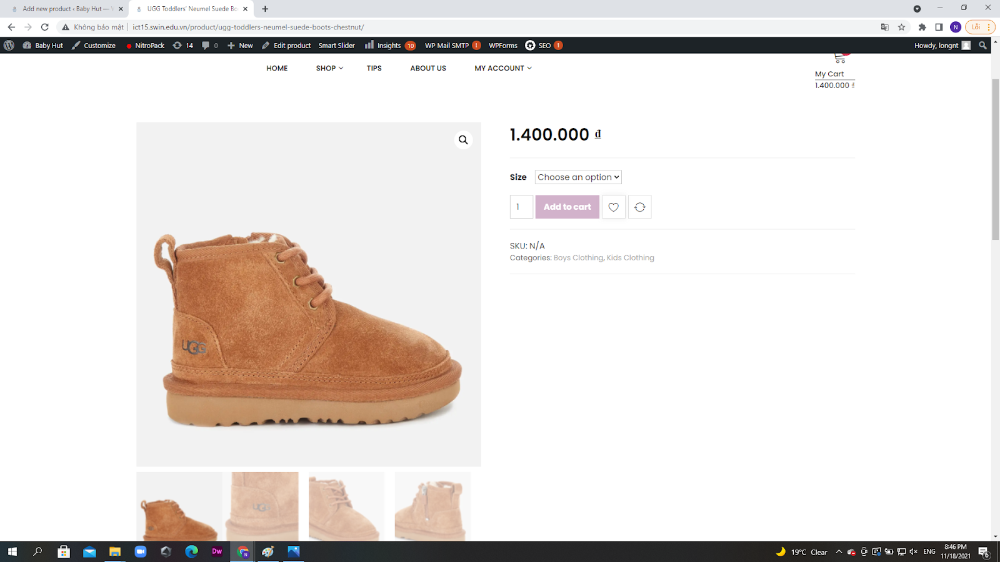 Add new product ‹ Baby Hut —
UGG Toddlers' Neumel Suede Bo
Không bảo mật
ict15.swin.edu.vn/product/ugg-toddlers-neumel-suede-boots-chestnut/
N
Lỗi
Baby Hut
Customize
NitroPack
14
0
New
Edit product
Smart Slider
Insights 10
WP Mail SMTP !
WPForms
SEO 1
Howdy, longnt
HOME
SHOP
TIPS
ABOUT US
MY ACCOUNT
My Cart
1.400.000 ₫
1.400.000 ₫
Size
Choose an option
1
Add to cart
SKU: N/A
Categories: Boys Clothing, Kids Clothing
UGG
UGG
Dw
N
19°C Clear
ENG
8:46 PM
11/18/2021
6